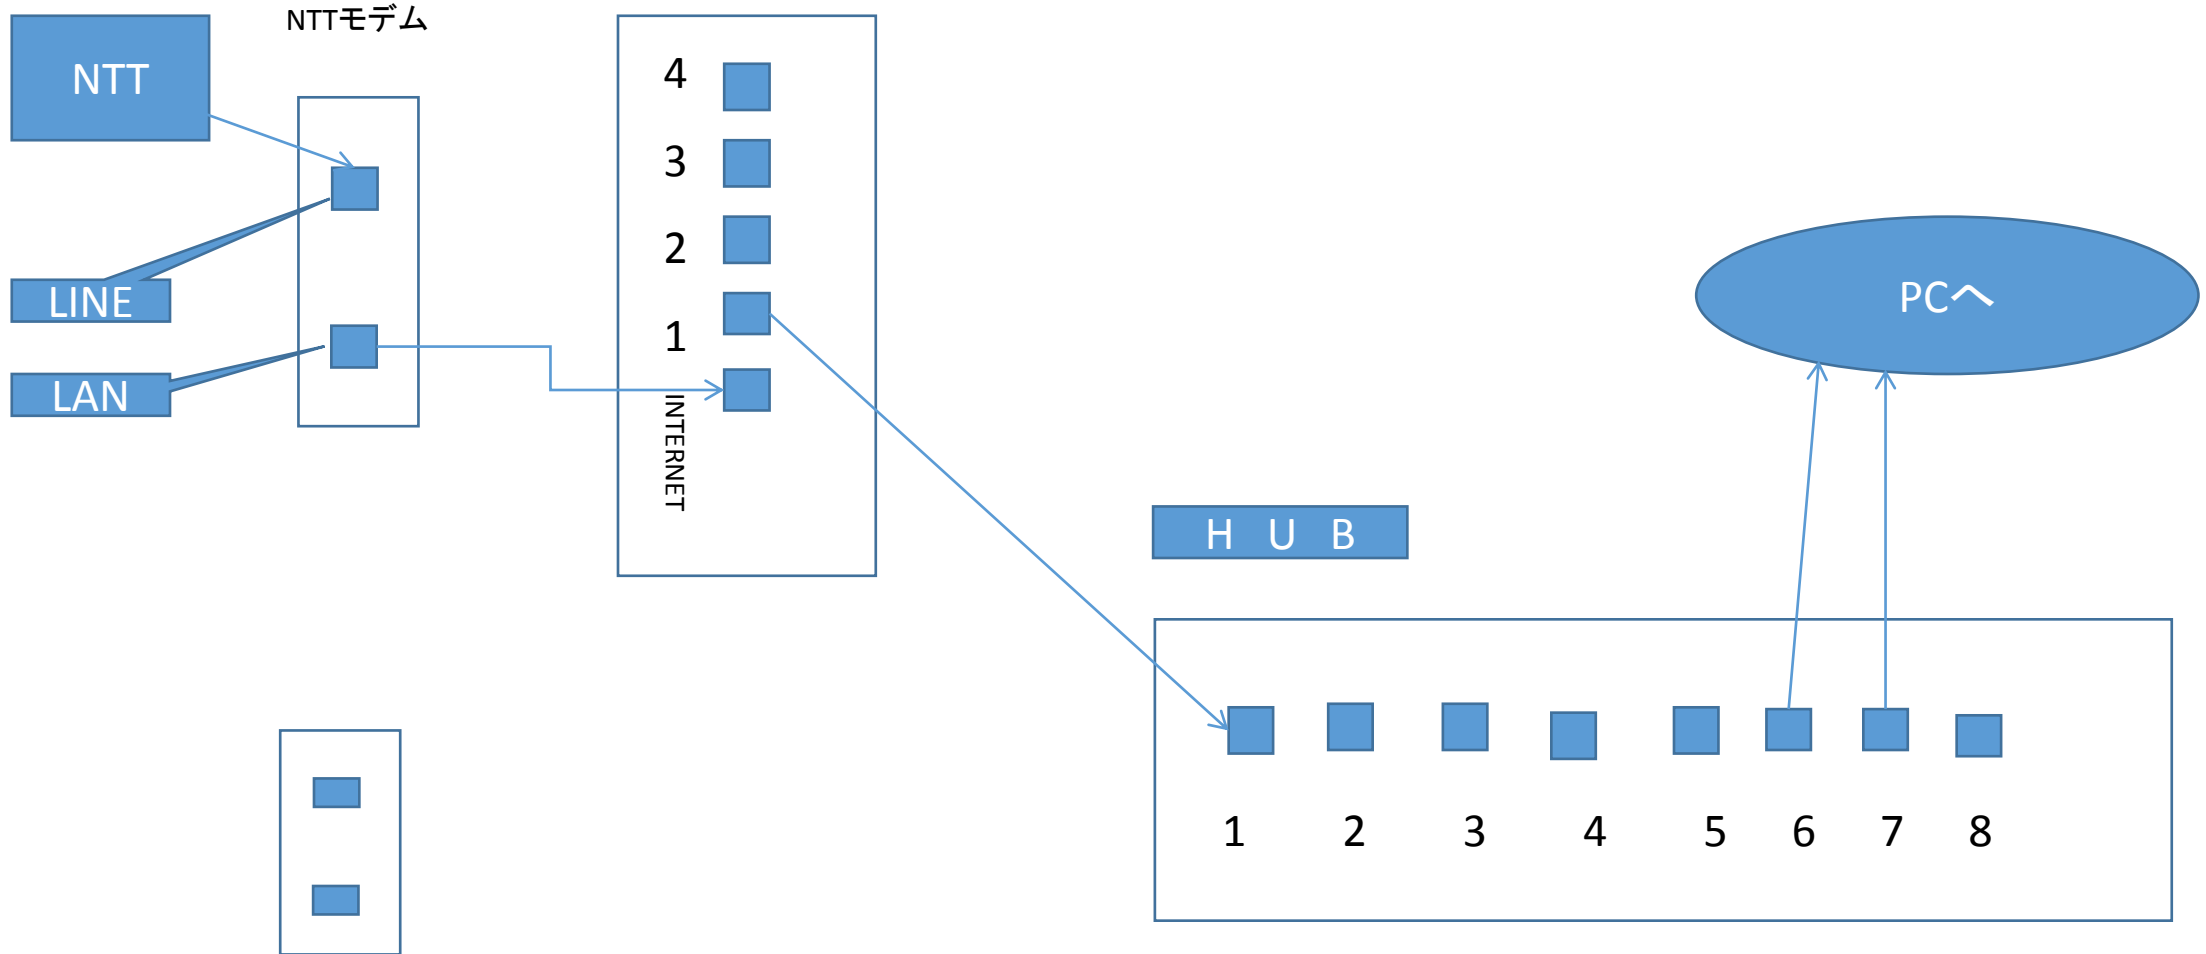 NTTモデム
NTT
LINE
LAN
4
3
2
1
INTERNET
PCへ
H U B
1 2 3 4 5 6 7 8